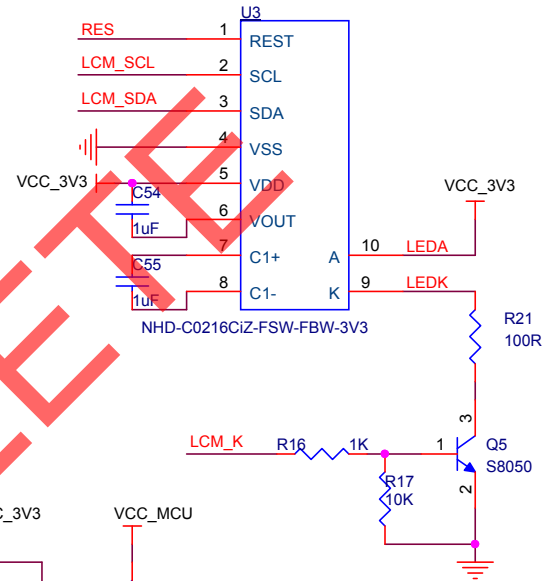 U3
RES 1 REST
LCM_SCL 2 SCL
LCM_SDA 3 SDA
4 VSS
VCC_3V3 5 VDD
C54
1uF
6 VOUT
7 C1+
C55
1uF
8 C1-
A 10 LEDA
VCC_3V3
K 9 LEDK
NHD-C0216CiZ-FSW-FBW-3V3
R21
100R
LCM_K R16 1K
R17
10K
1
3
2
Q5
S8050
C_3V3
VCC_MCU